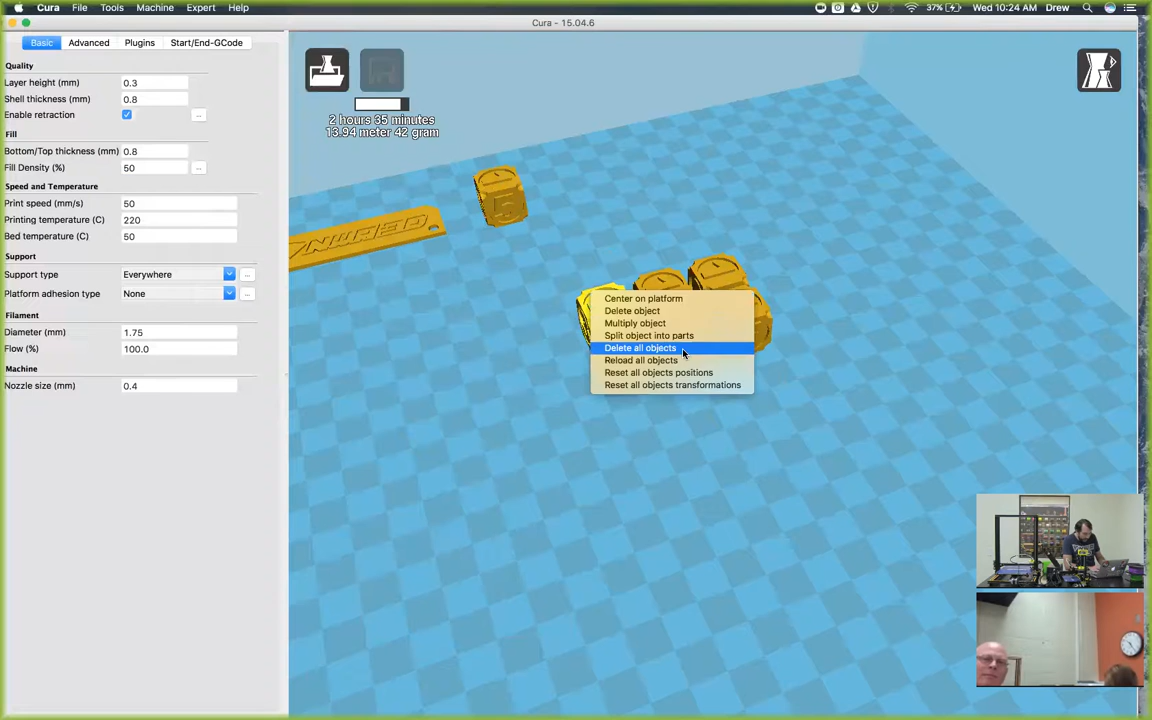 Cura File Tools Machine Expert Help 37% Wed 10:24 AM Drew
Cura - 15.04.6
Basic Advanced Plugins Start/End-GCode
Quality
Layer height (mm) 0.3
Shell thickness (mm) 0.8
Enable retraction ...
Fill
Bottom/Top thickness (mm) 0.8
Fill Density (%) 50 ...
Speed and Temperature
Print speed (mm/s) 50
Printing temperature (C) 220
Bed temperature (C) 50
Support
Support type Everywhere ...
Platform adhesion type None ...
Filament
Diameter (mm) 1.75
Flow (%) 100.0
Machine
Nozzle size (mm) 0.4
2 hours 35 minutes
13.94 meter 42 gram
Center on platform
Delete object
Multiply object
Split object into parts
Delete all objects
Reload all objects
Reset all objects positions
Reset all objects transformations